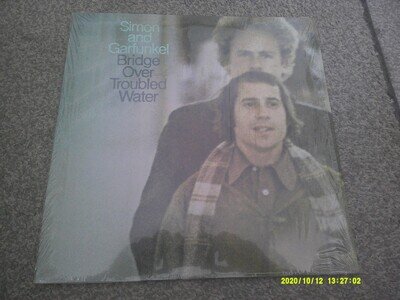 Simon
and
Garfunkel
Bridge
Over
Troubled
Water
2020/10/12 13:27:02